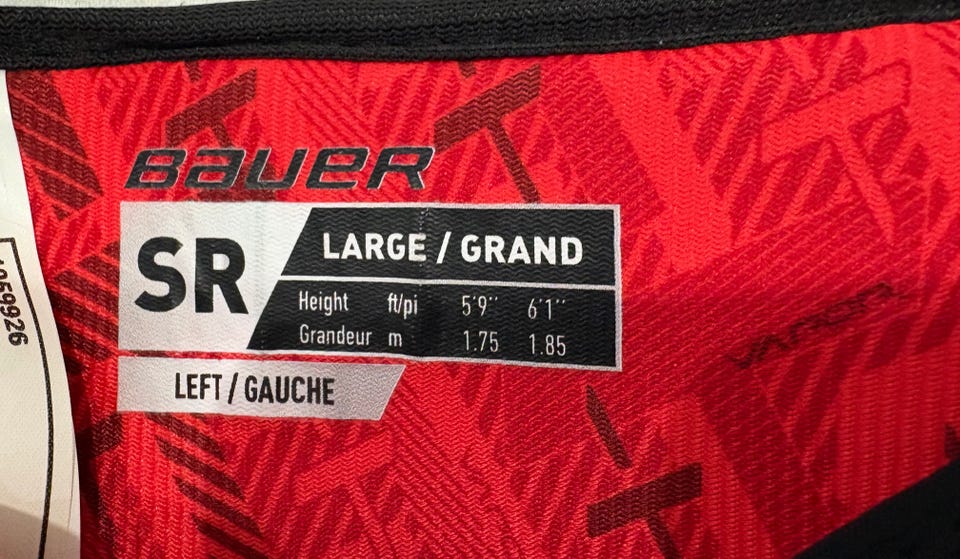 BAUER
SR
LARGE / GRAND
Height ft/pi 5'9'' 6'1''
Grandeur m 1.75 1.85
LEFT / GAUCHE
VAPOR
1059926